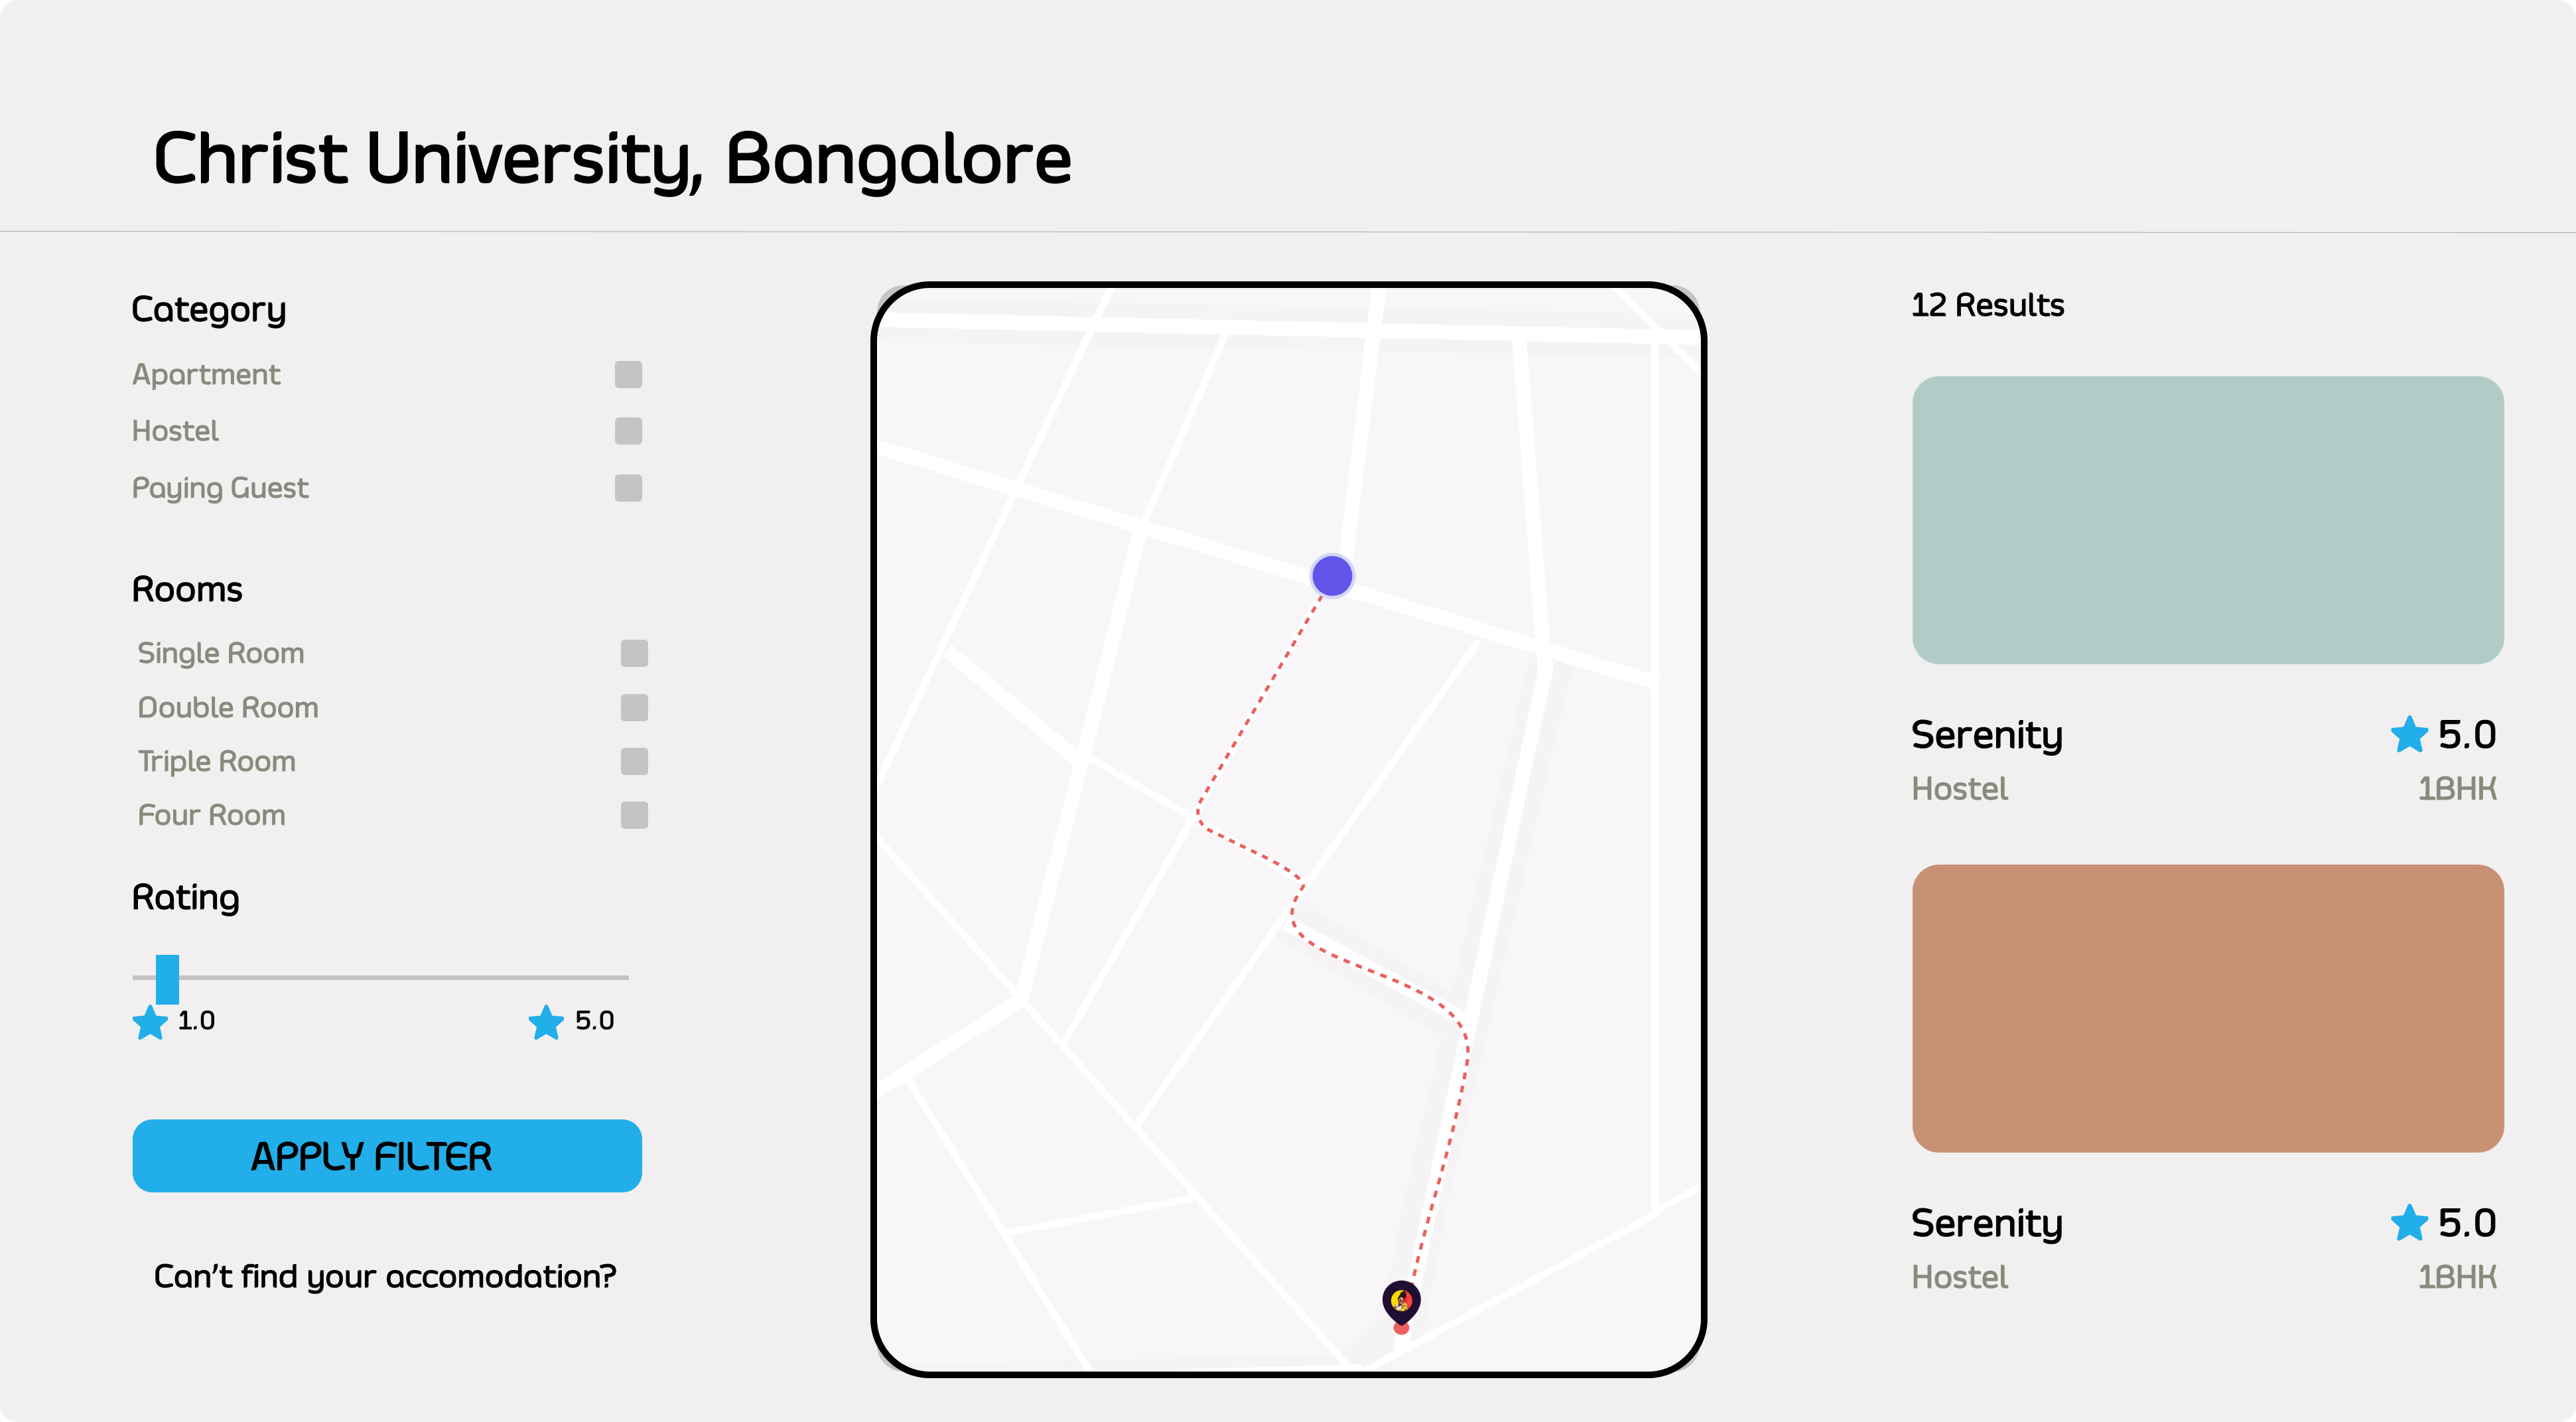 Christ University, Bangalore
Category
Apartment
Hostel
Paying Guest
Rooms
Single Room
Double Room
Triple Room
Four Room
Rating
1.0
5.0
APPLY FILTER
Can't find your accomodation?
12 Results
Serenity
5.0
Hostel
1BHK
Serenity
5.0
Hostel
1BHK